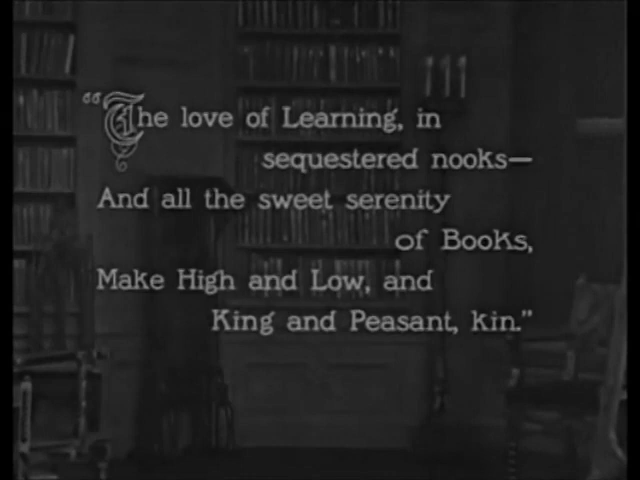 “The love of Learning, in
sequestered nooks—
And all the sweet serenity
of Books,
Make High and Low, and
King and Peasant, kin.”